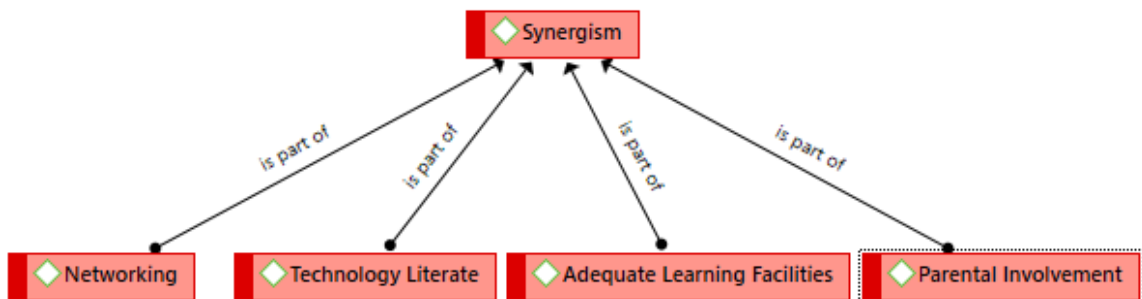 Synergism
is part of
is part of
is part of
is part of
Networking
Technology Literate
Adequate Learning Facilities
Parental Involvement